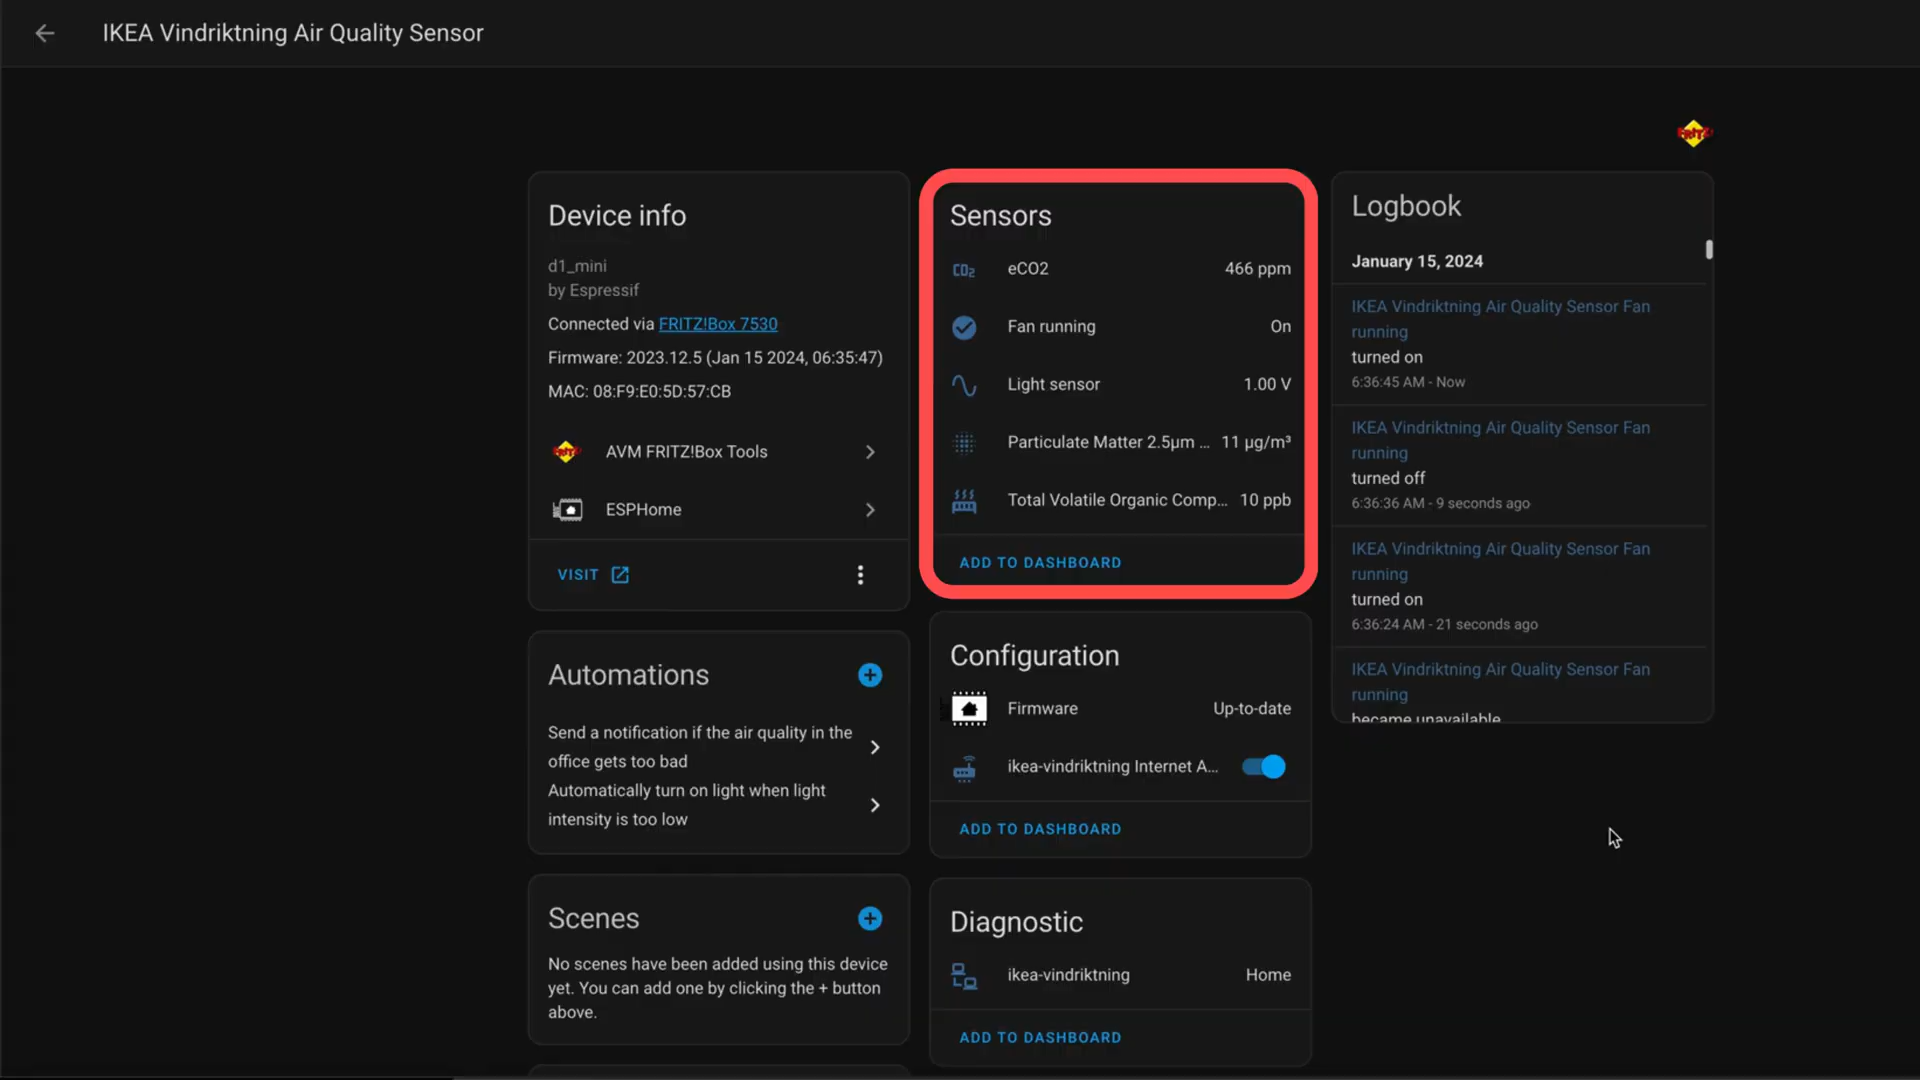 IKEA Vindriktning Air Quality Sensor
FRITZ!
Device info
d1_mini
by Espressif
Connected via FRITZ!Box 7530
Firmware: 2023.12.5 (Jan 15 2024, 06:35:47)
MAC: 08:F9:E0:5D:57:CB
FRITZ! AVM FRITZ!Box Tools
ESPHome
VISIT
Automations
Send a notification if the air quality in the
office gets too bad
Automatically turn on light when light
intensity is too low
Scenes
No scenes have been added using this device
yet. You can add one by clicking the + button
above.
Sensors
CO2 eCO2 466 ppm
Fan running On
Light sensor 1.00 V
Particulate Matter 2.5µm ... 11 µg/m³
Total Volatile Organic Comp... 10 ppb
ADD TO DASHBOARD
Configuration
Firmware Up-to-date
ikea-vindriktning Internet A...
ADD TO DASHBOARD
Diagnostic
ikea-vindriktning Home
ADD TO DASHBOARD
Logbook
January 15, 2024
IKEA Vindriktning Air Quality Sensor Fan
running
turned on
6:36:45 AM - Now
IKEA Vindriktning Air Quality Sensor Fan
running
turned off
6:36:36 AM - 9 seconds ago
IKEA Vindriktning Air Quality Sensor Fan
running
turned on
6:36:24 AM - 21 seconds ago
IKEA Vindriktning Air Quality Sensor Fan
running
became unavailable